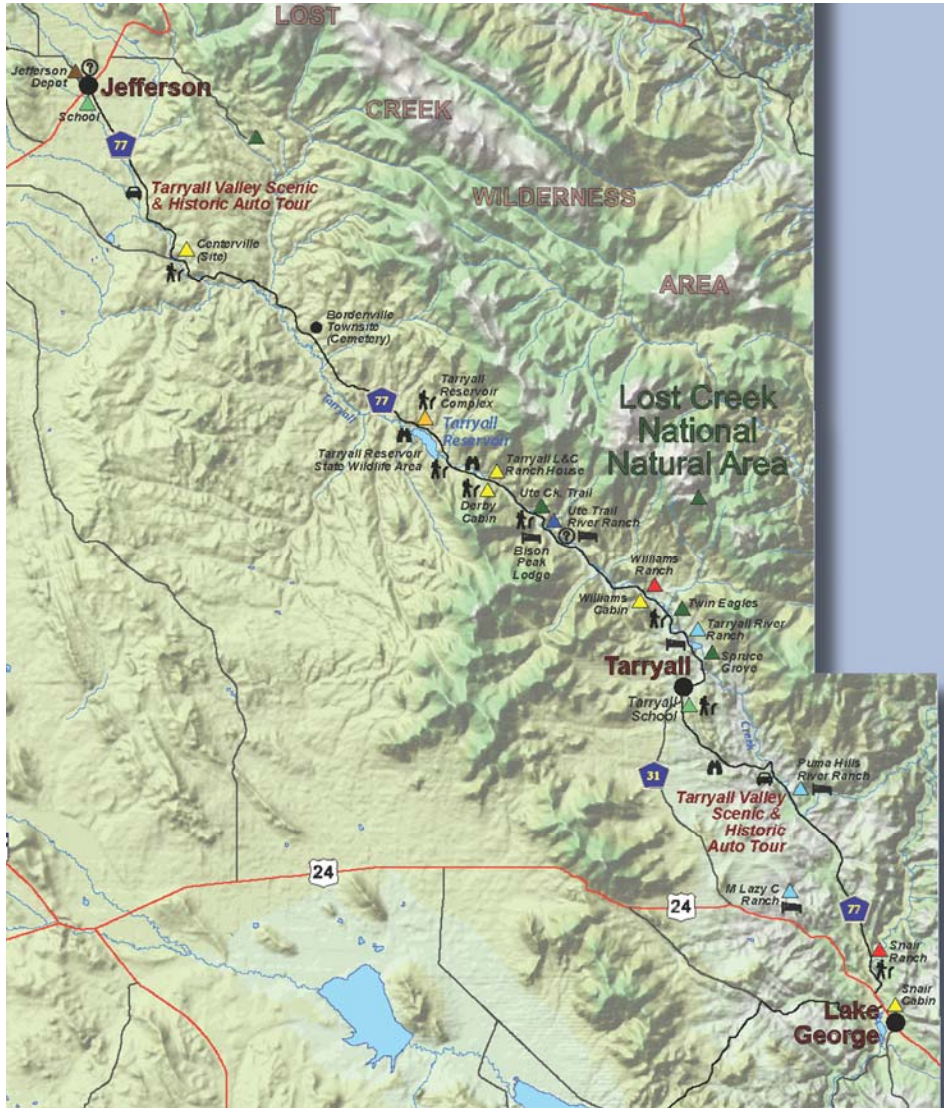 LOST
Jefferson
Depot
?
Jefferson
School
CREEK
77
Tarryall Valley Scenic
& Historic Auto Tour
WILDERNESS
Centerville
(Site)
AREA
Bordenville
Townsite
(Cemetery)
Tarryall
77
Tarryall
Reservoir
Complex
Lost Creek
National
Natural Area
Tarryall
Reservoir
Tarryall Reservoir
State Wildlife Area
Tarryall L&C
Ranch House
Derby
Cabin
Ute Ck. Trail
Ute Trail
River Ranch
?
Bison
Peak
Lodge
Williams
Ranch
Williams
Cabin
Twin Eagles
Tarryall River
Ranch
Spruce
Grove
Tarryall
Tarryall
School
Creek
31
Puma Hills
River Ranch
Tarryall Valley
Scenic &
Historic
Auto Tour
24
M Lazy C
Ranch
24
77
Snair
Ranch
Snair
Cabin
Lake
George